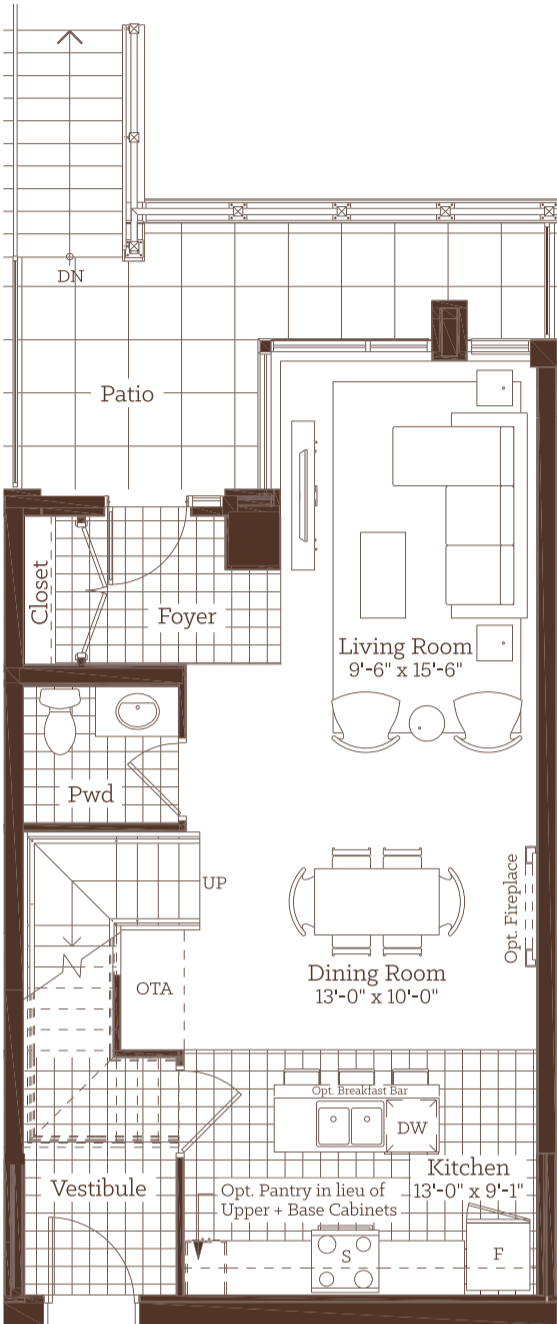 DN
Patio
Closet
Foyer
Living Room
9'-6" x 15'-6"
Pwd
UP
Opt. Fireplace
OTA
Dining Room
13'-0" x 10'-0"
Opt. Breakfast Bar
DW
Kitchen
13'-0" x 9'-1"
Vestibule
Opt. Pantry in lieu of
Upper + Base Cabinets
S
F